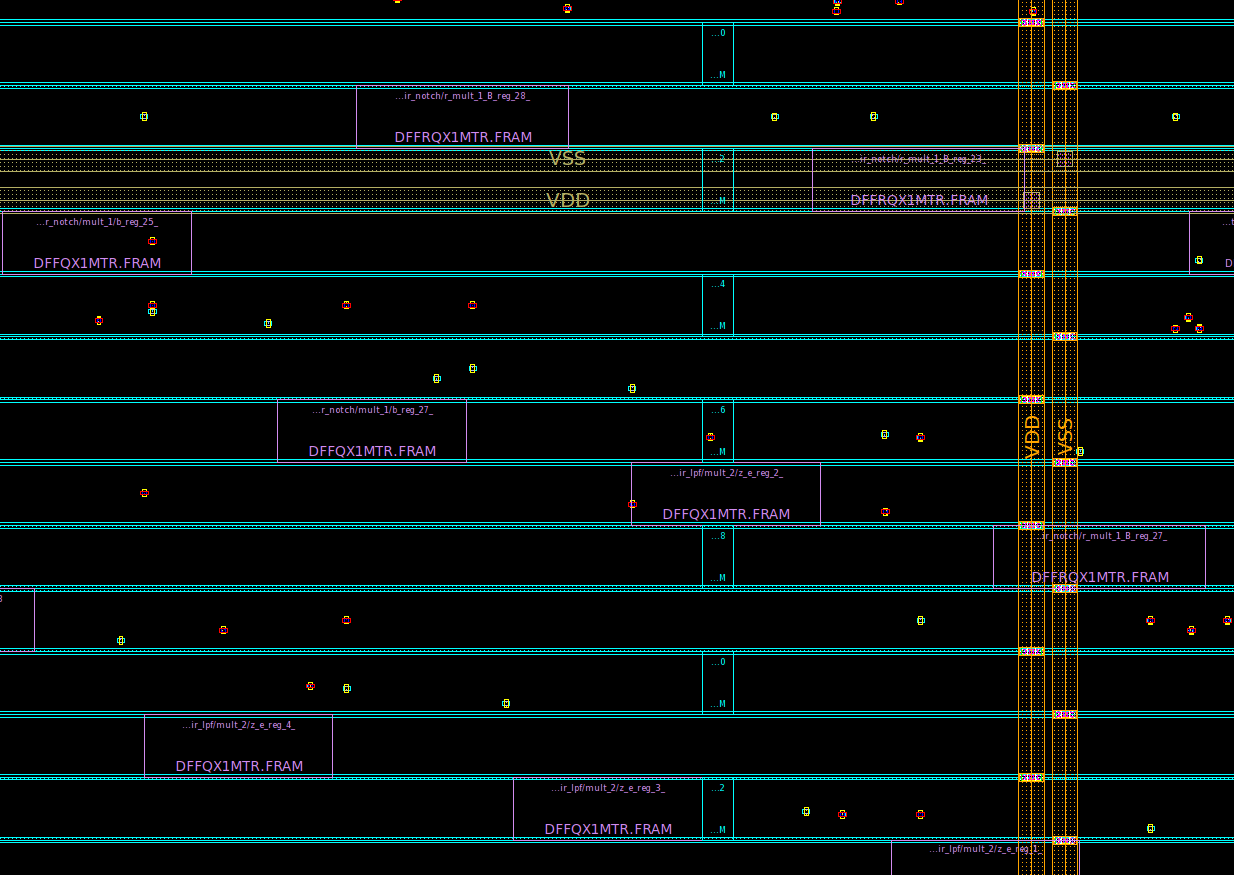 ...0
...M
...ir_notch/r_mult_1_B_reg_28_
DFFRQX1MTR.FRAM
VSS
...2
...ir_notch/r_mult_1_B_reg_23_
VDD
...M
DFFRQX1MTR.FRAM
...r_notch/mult_1/b_reg_25_
DFFQX1MTR.FRAM
...t
D
...4
...M
...r_notch/mult_1/b_reg_27_
DFFQX1MTR.FRAM
...6
...M
VDD
VSS
...ir_lpf/mult_2/z_e_reg_2_
DFFQX1MTR.FRAM
...8
...M
ir_notch/r_mult_1_B_reg_27_
DFFRQX1MTR.FRAM
...0
...M
...ir_lpf/mult_2/z_e_reg_4_
DFFQX1MTR.FRAM
...ir_lpf/mult_2/z_e_reg_3_
DFFQX1MTR.FRAM
...2
...M
...ir_lpf/mult_2/z_e_reg_1_